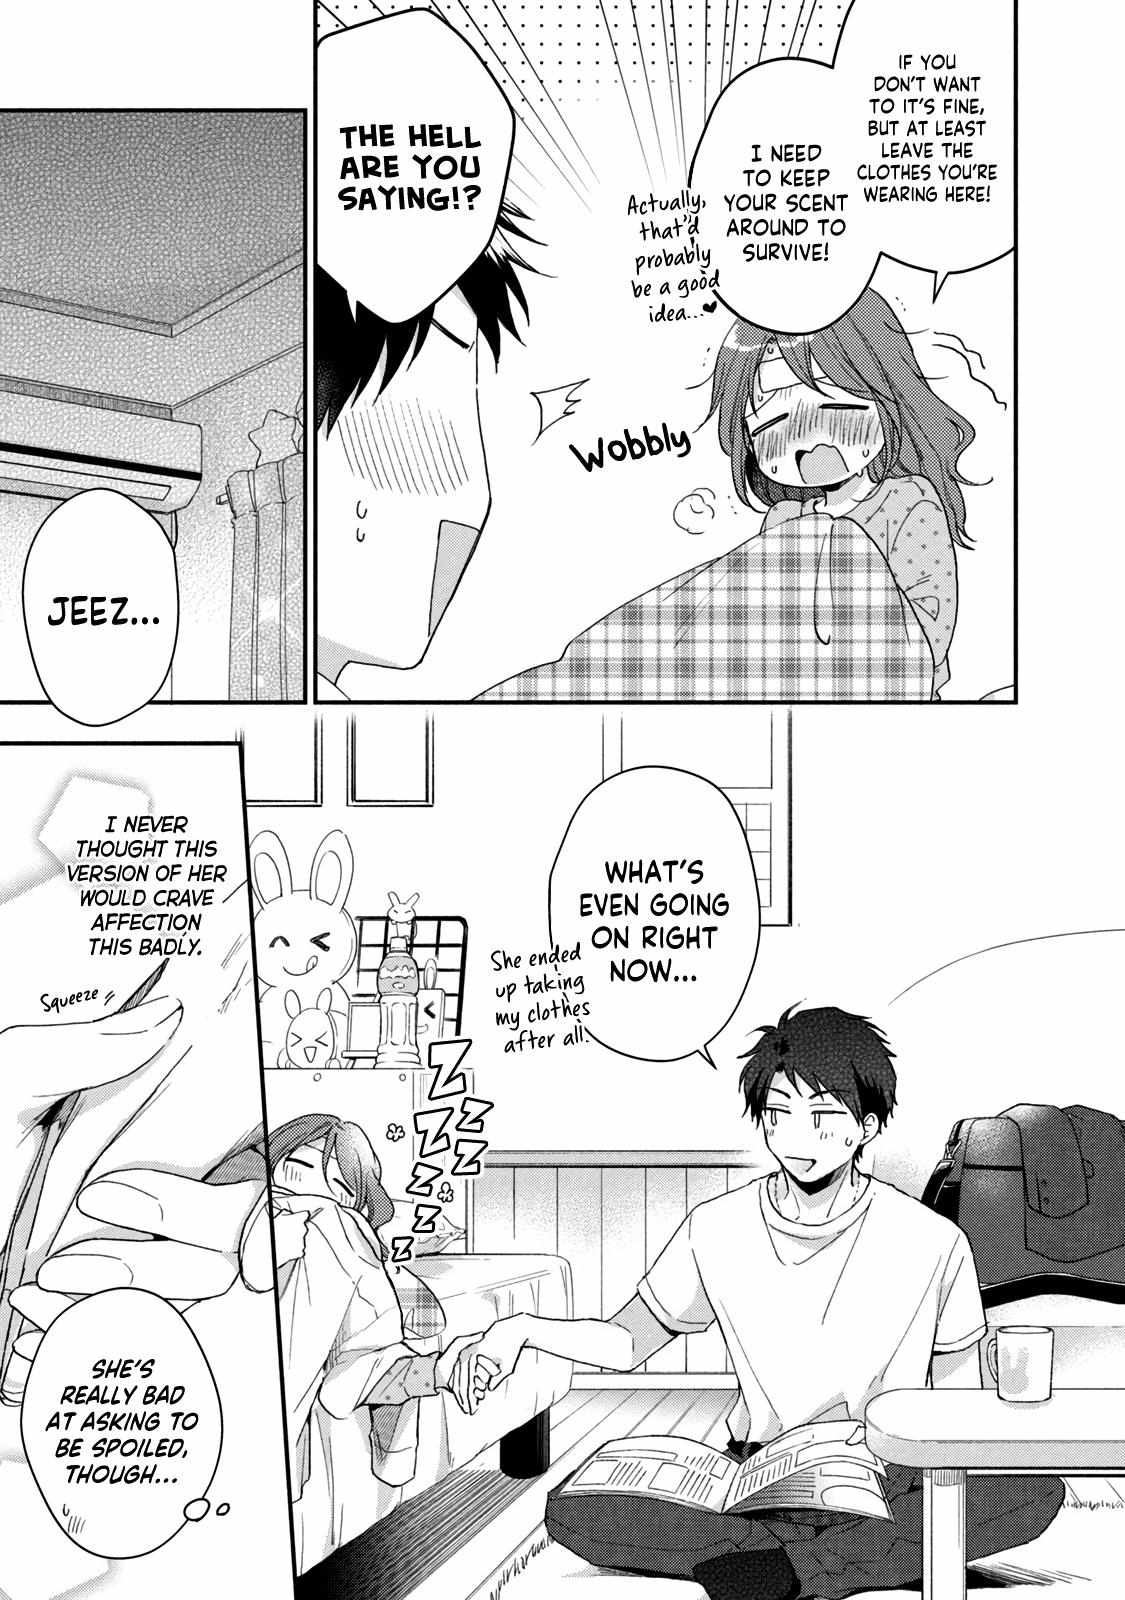 IF YOU
DON'T WANT
TO IT'S FINE,
BUT AT LEAST
LEAVE THE
CLOTHES YOU'RE
WEARING HERE!
I NEED
TO KEEP
YOUR SCENT
AROUND TO
SURVIVE!
Actually,
that'd
probably
be a good
idea...♥
Wobbly
THE HELL
ARE YOU
SAYING!?
JEEZ...
WHAT'S
EVEN GOING
ON RIGHT
NOW...
She ended
up taking
my clothes
after all.
Z
Z
Z
Z
Z
Z
Z
Z
I NEVER
THOUGHT THIS
VERSION OF HER
WOULD CRAVE
AFFECTION
THIS BADLY.
Squeeze
SHE'S
REALLY BAD
AT ASKING TO
BE SPOILED,
THOUGH...